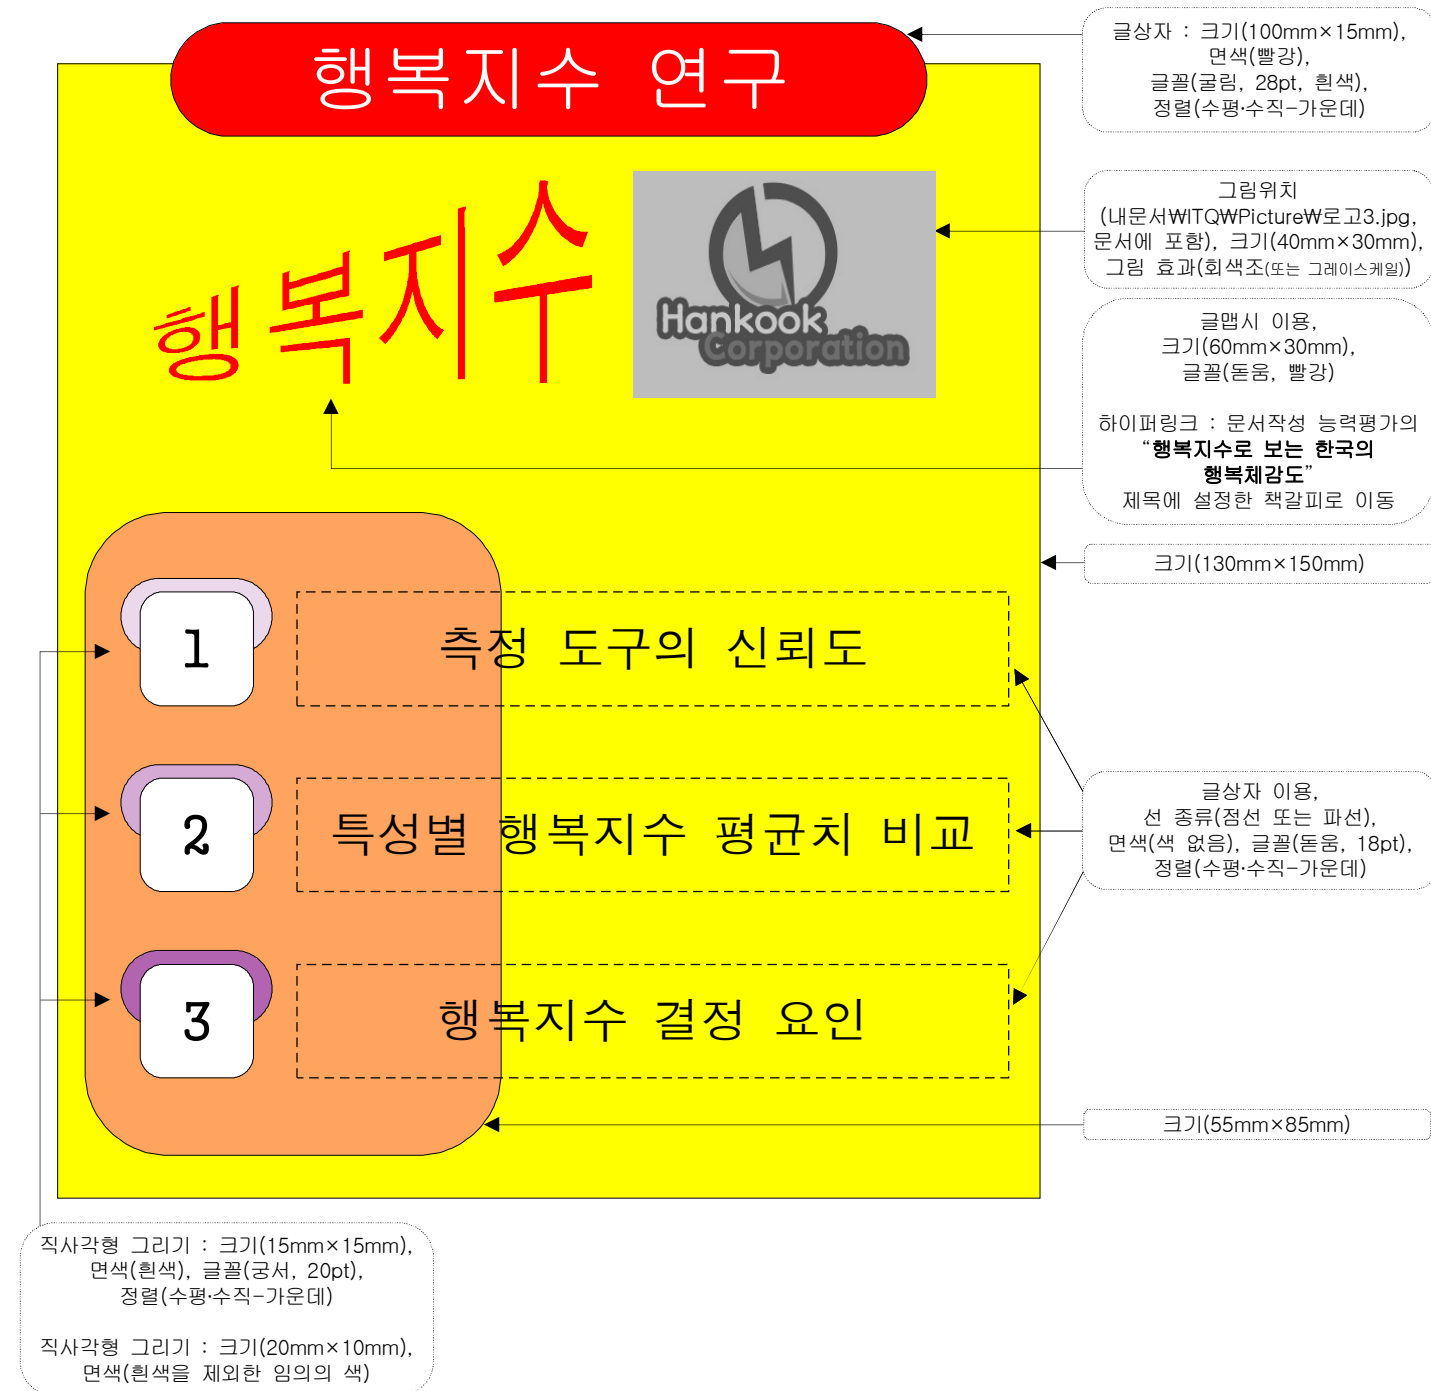 행복지수 연구
글상자 : 크기(100mm×15mm),
면색(빨강),
글꼴(굴림, 28pt, 흰색),
정렬(수평·수직-가운데)
행복지수
Hankook
Corporation
그림위치
(내문서₩ITQ₩Picture₩로고3.jpg,
문서에 포함), 크기(40mm×30mm),
그림 효과(회색조(또는 그레이스케일))
글맵시 이용,
크기(60mm×30mm),
글꼴(돋움, 빨강)
하이퍼링크 : 문서작성 능력평가의
“행복지수로 보는 한국의
행복체감도”
제목에 설정한 책갈피로 이동
크기(130mm×150mm)
1
측정 도구의 신뢰도
2
특성별 행복지수 평균치 비교
글상자 이용,
선 종류(점선 또는 파선),
면색(색 없음), 글꼴(돋움, 18pt),
정렬(수평·수직-가운데)
3
행복지수 결정 요인
크기(55mm×85mm)
직사각형 그리기 : 크기(15mm×15mm),
면색(흰색), 글꼴(궁서, 20pt),
정렬(수평·수직-가운데)
직사각형 그리기 : 크기(20mm×10mm),
면색(흰색을 제외한 임의의 색)